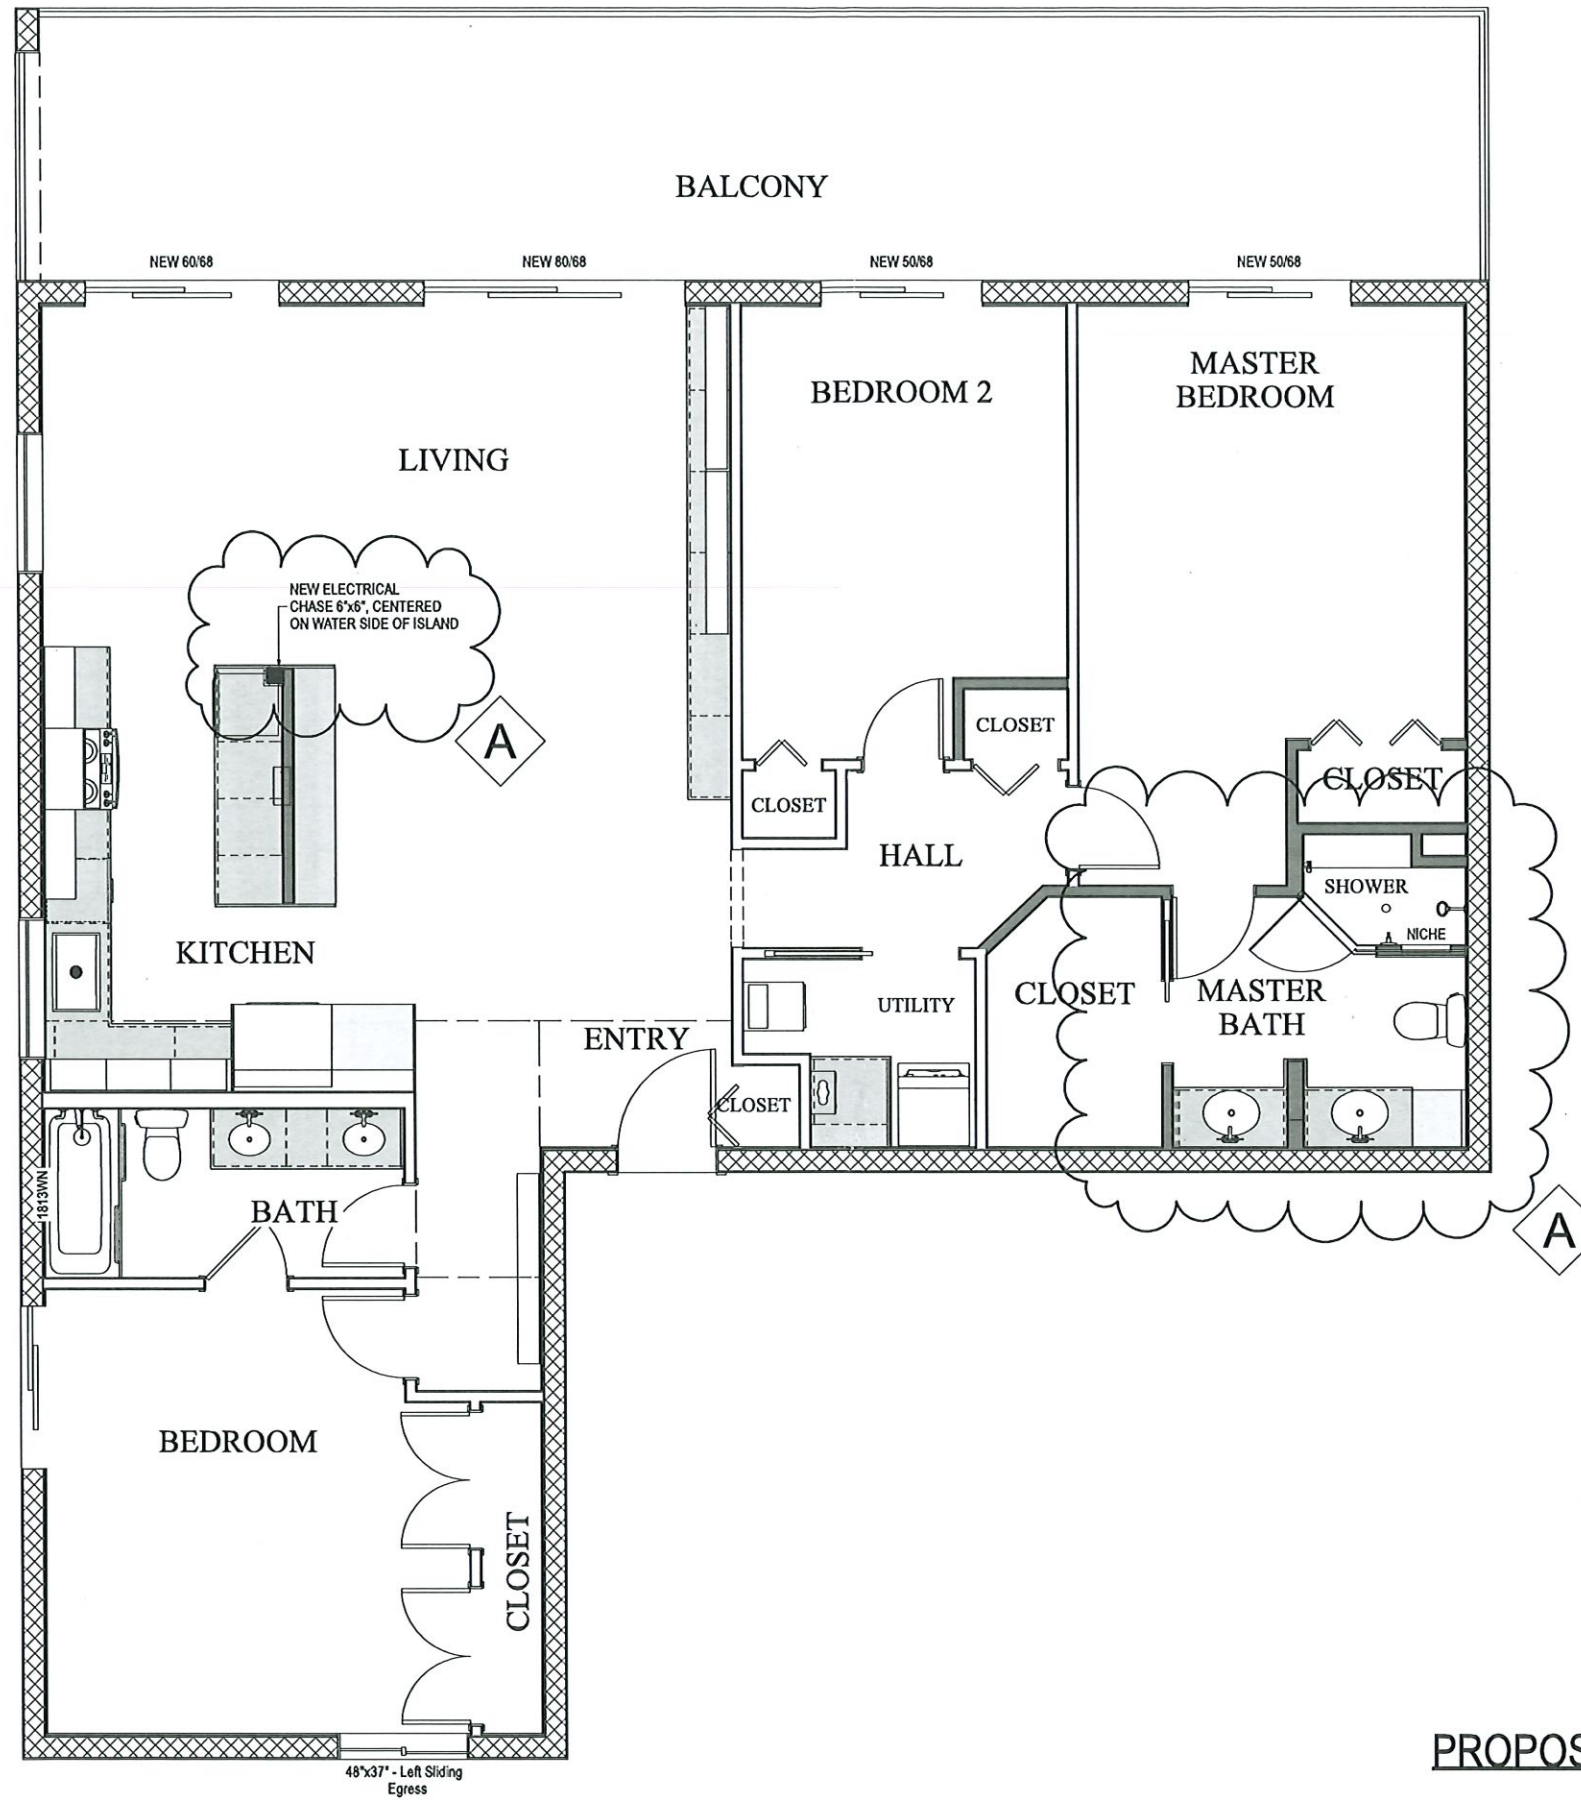 BALCONY
NEW 60/68
NEW 80/68
NEW 50/68
NEW 50/68
MASTER
BEDROOM
BEDROOM 2
LIVING
NEW ELECTRICAL
CHASE 6"x6", CENTERED
ON WATER SIDE OF ISLAND
A
CLOSET
CLOSET
CLOSET
HALL
SHOWER
NICHE
KITCHEN
CLOSET
MASTER
BATH
UTILITY
ENTRY
CLOSET
1813WN
BATH
A
BEDROOM
CLOSET
48"x37" - Left Sliding
Egress
PROPOS